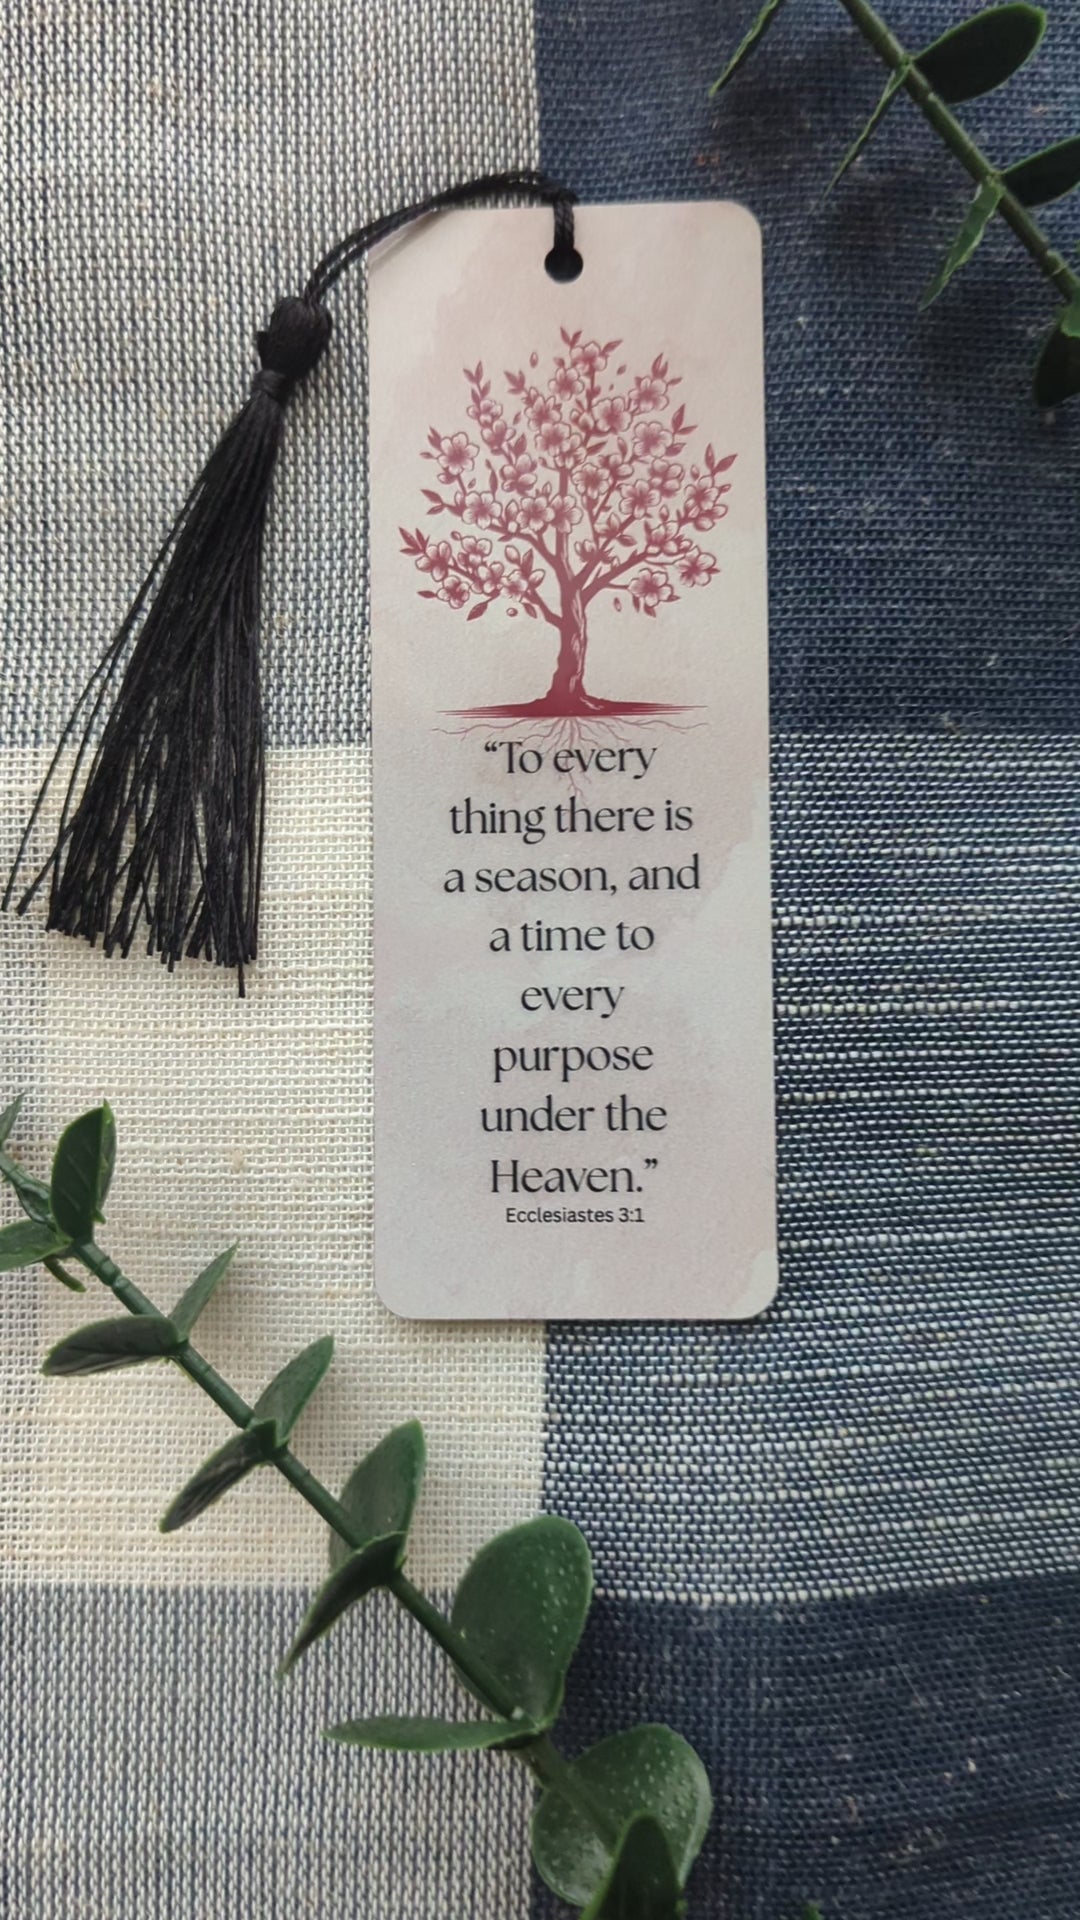 “To every
thing there is
a season, and
a time to
every
purpose
under the
Heaven.”
Ecclesiastes 3:1